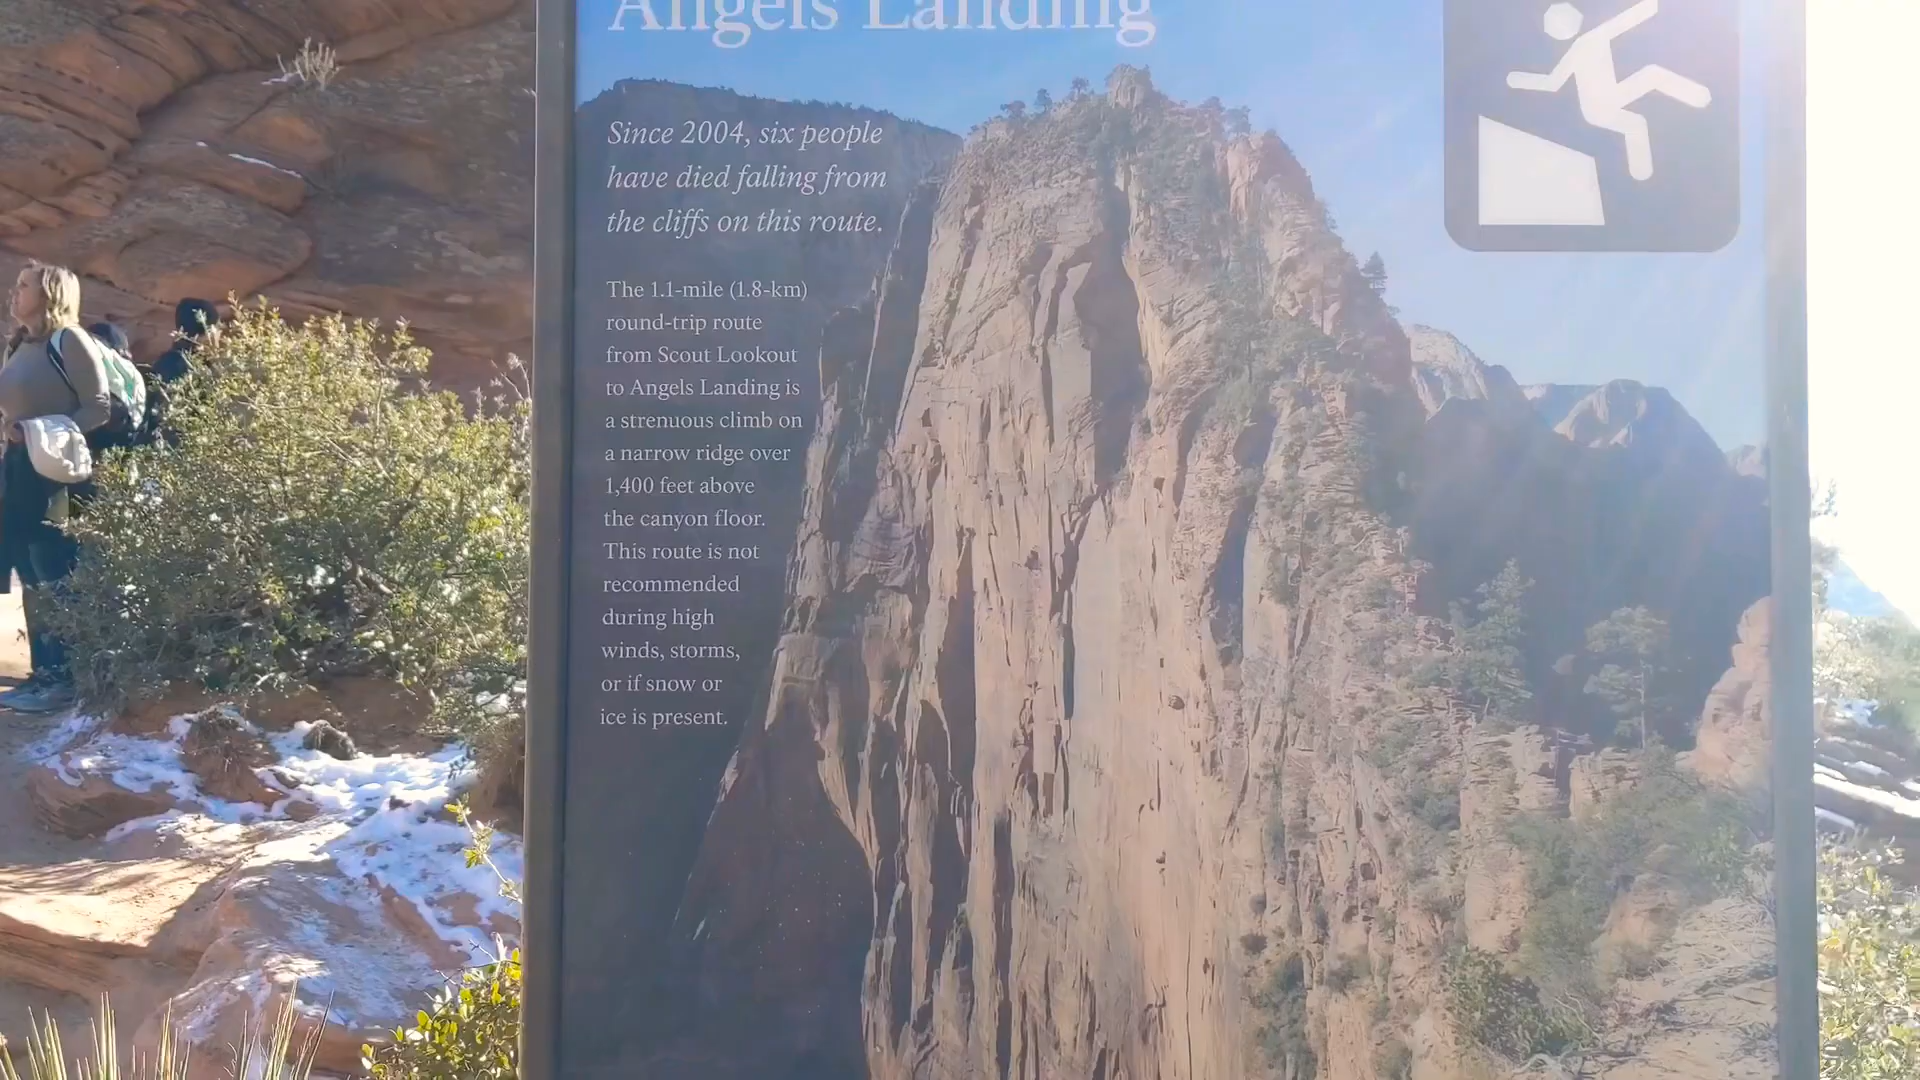 Angels Landing
Since 2004, six people
have died falling from
the cliffs on this route.
The 1.1-mile (1.8-km)
round-trip route
from Scout Lookout
to Angels Landing is
a strenuous climb on
a narrow ridge over
1,400 feet above
the canyon floor.
This route is not
recommended
during high
winds, storms,
or if snow or
ice is present.